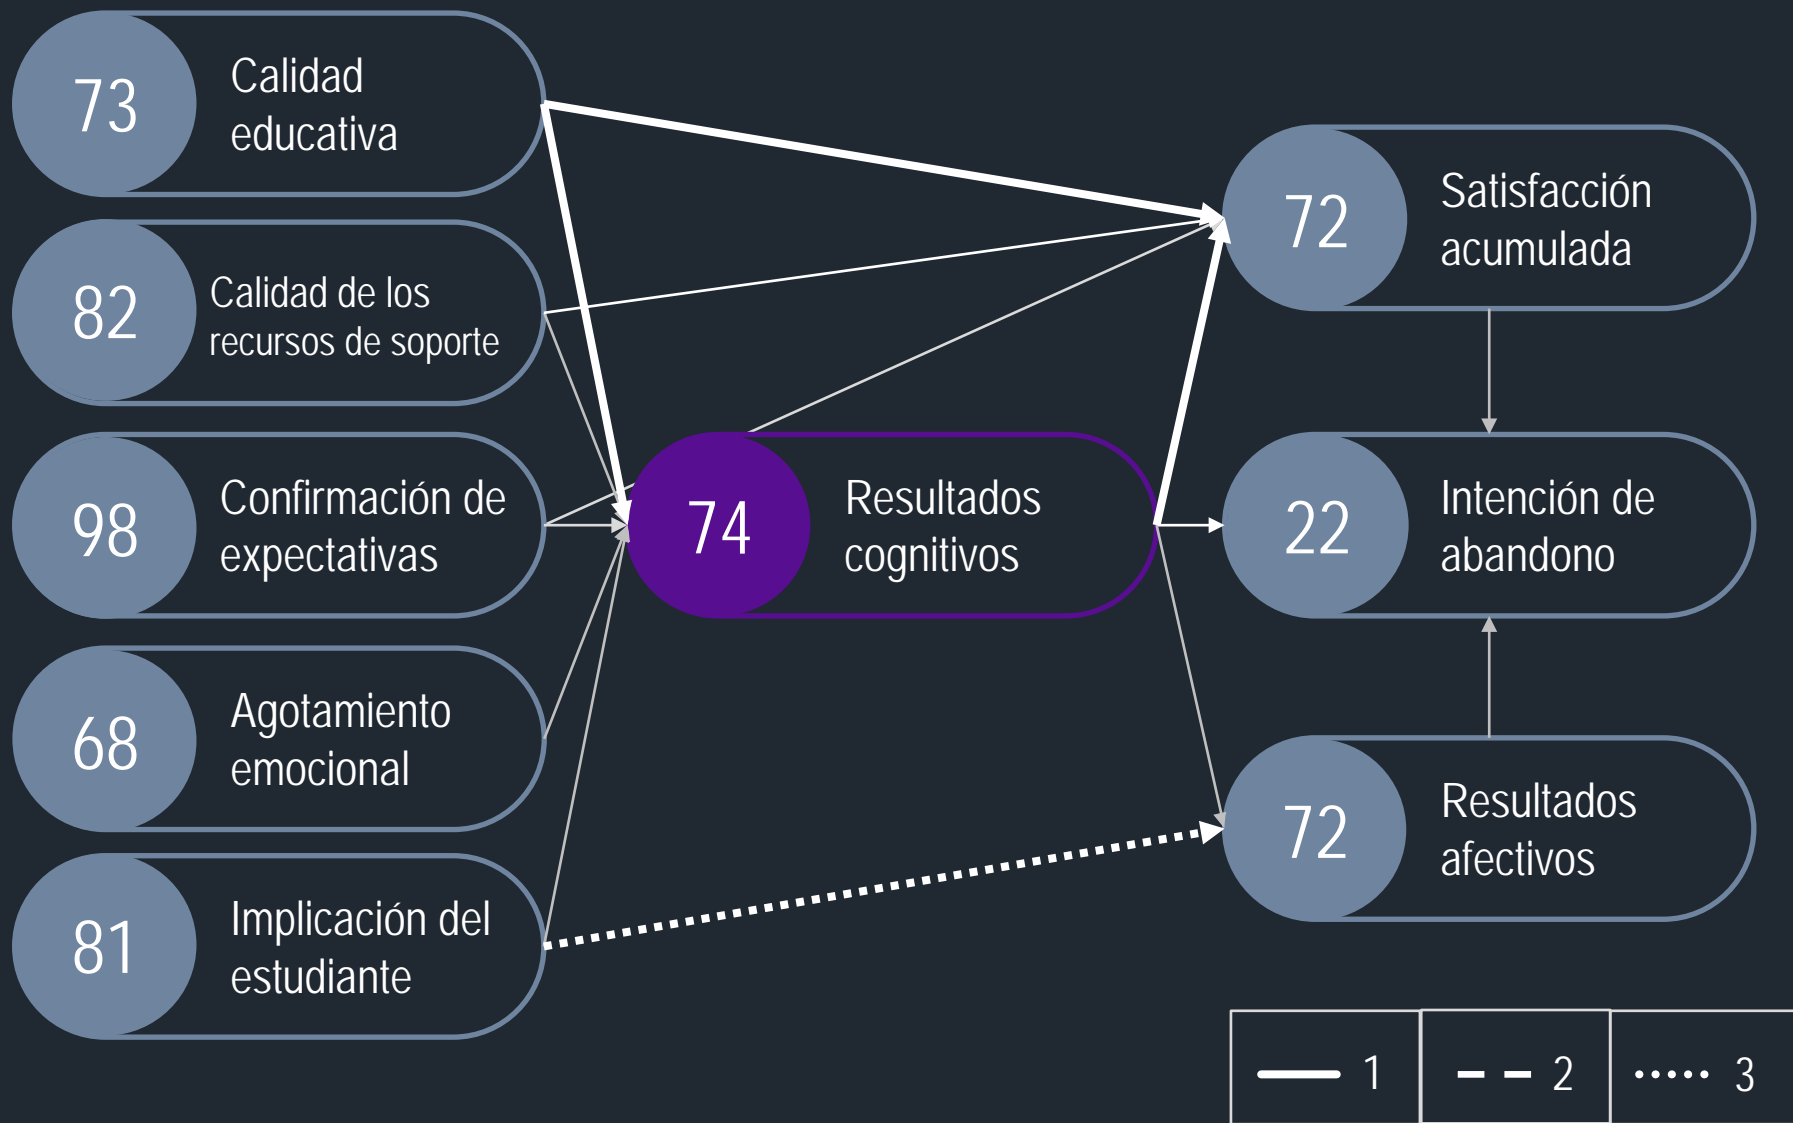 73
Calidad
educativa
82
Calidad de los
recursos de soporte
98
Confirmación de
expectativas
68
Agotamiento
emocional
81
Implicación del
estudiante
74
Resultados
cognitivos
72
Satisfacción
acumulada
22
Intención de
abandono
72
Resultados
afectivos
1
2
3